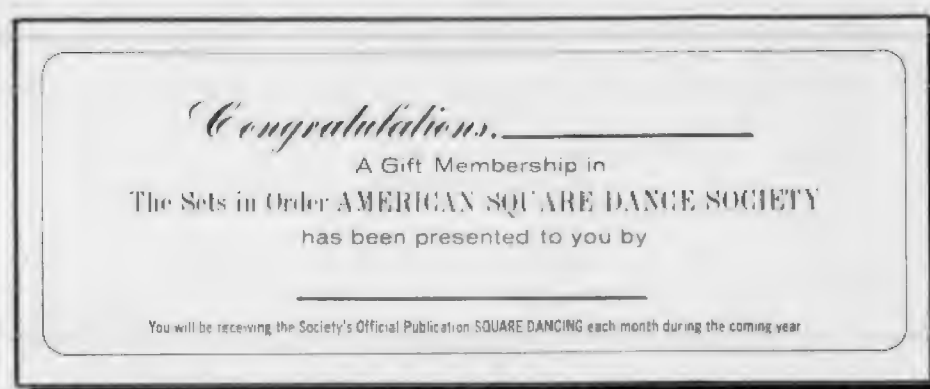 Congratulations,
A Gift Membership in
The Sets in Order AMERICAN SQUARE DANCE SOCIETY
has been presented to you by
You will be receiving the Society's Official Publication SQUARE DANCING each month during the coming year